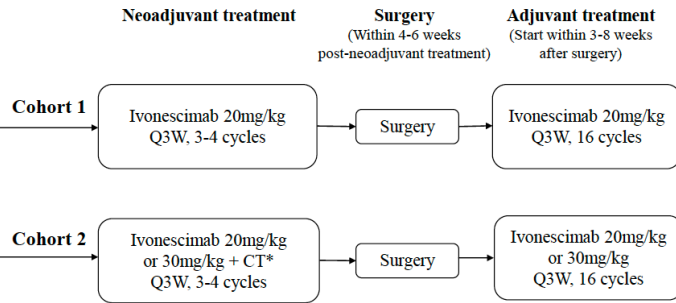 Neoadjuvant treatment
Surgery
(Within 4-6 weeks
post-neoadjuvant treatment)
Adjuvant treatment
(Start within 3-8 weeks
after surgery)
Cohort 1
Ivonescimab 20mg/kg
Q3W, 3-4 cycles
Surgery
Ivonescimab 20mg/kg
Q3W, 16 cycles
Cohort 2
Ivonescimab 20mg/kg
or 30mg/kg + CT*
Q3W, 3-4 cycles
Surgery
Ivonescimab 20mg/kg
or 30mg/kg
Q3W, 16 cycles